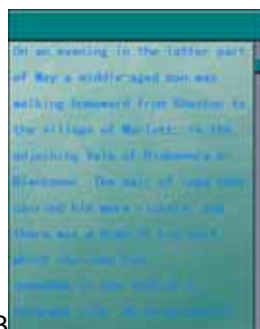 On an evening in the latter part
of May a middle-aged man was
walking homeward from Shaston to
the village of Marlott, in the
adjoining Vale of Blakemore or
Blackmoor. The pair of legs that
carried him were rickety, and
there was a bias in his gait
which inclined him